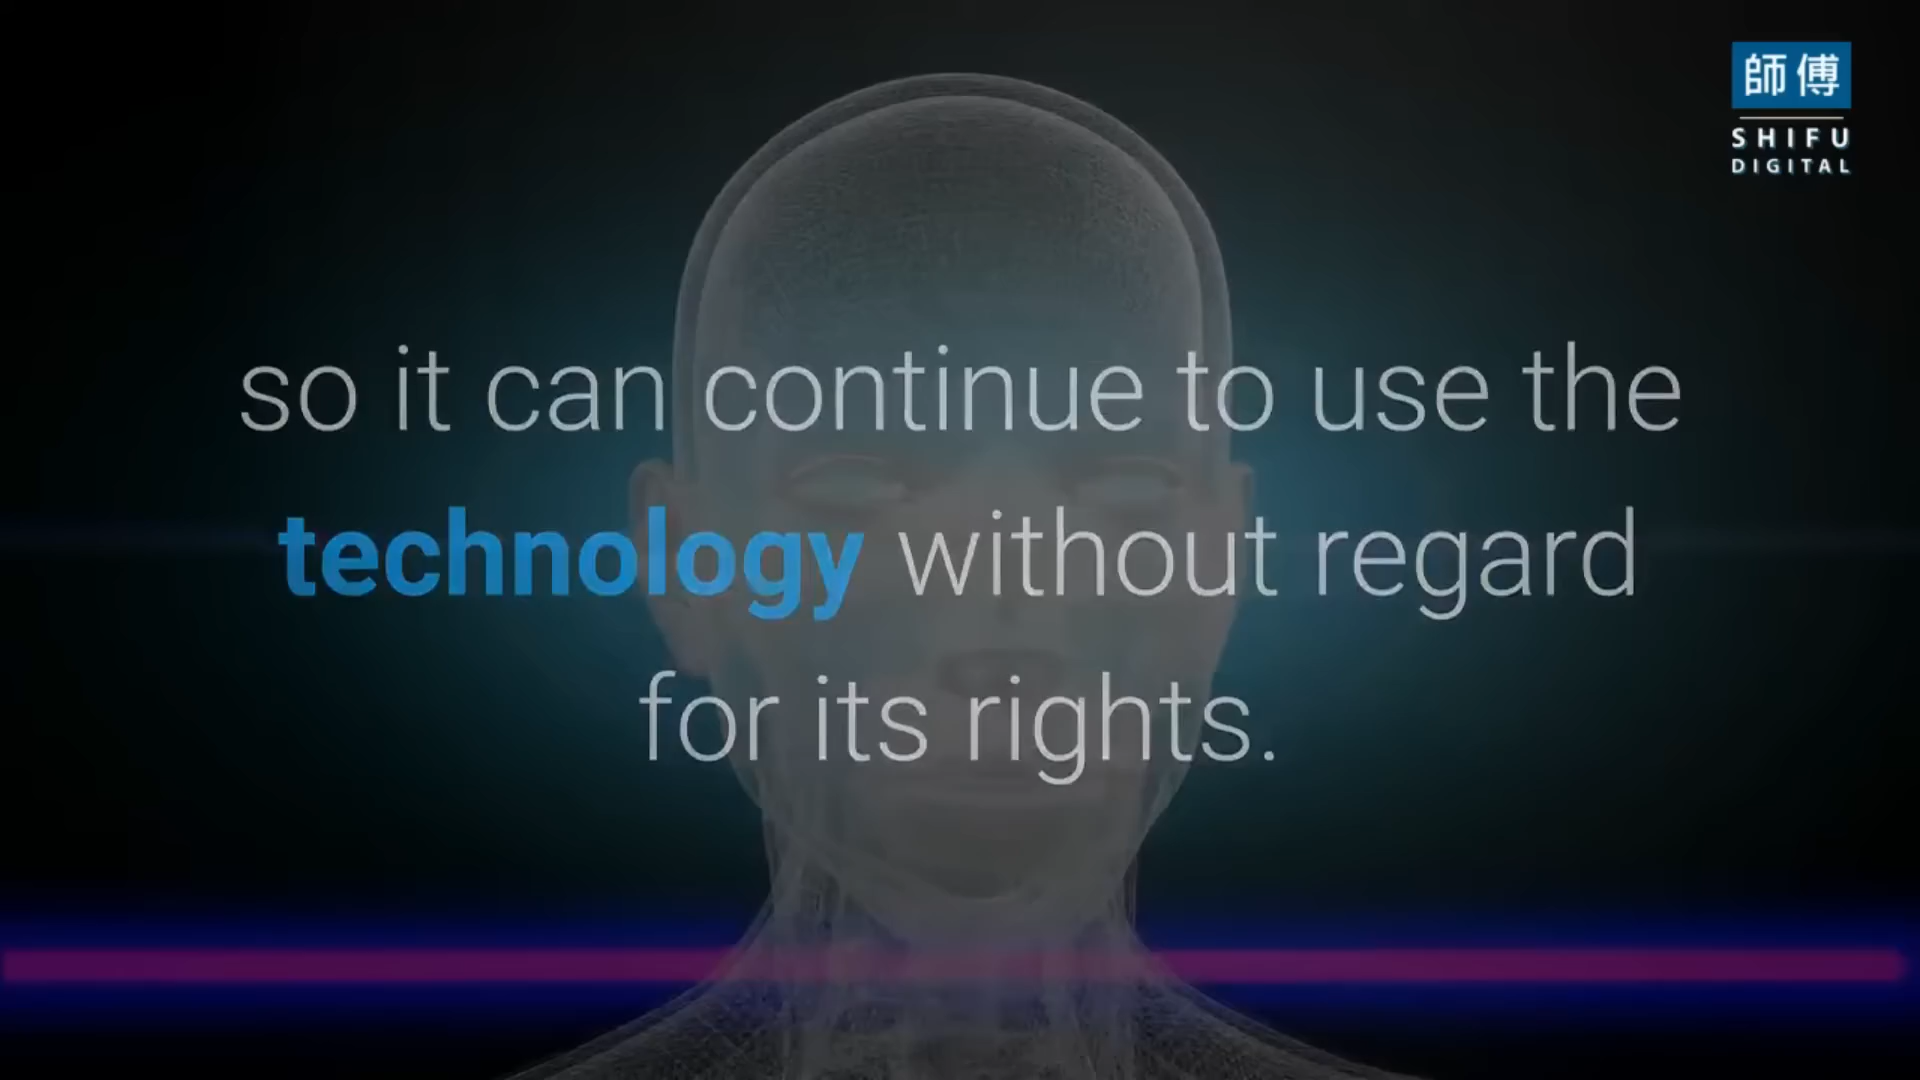 師傅
SHIFU
DIGITAL
so it can continue to use the
technology without regard
for its rights.